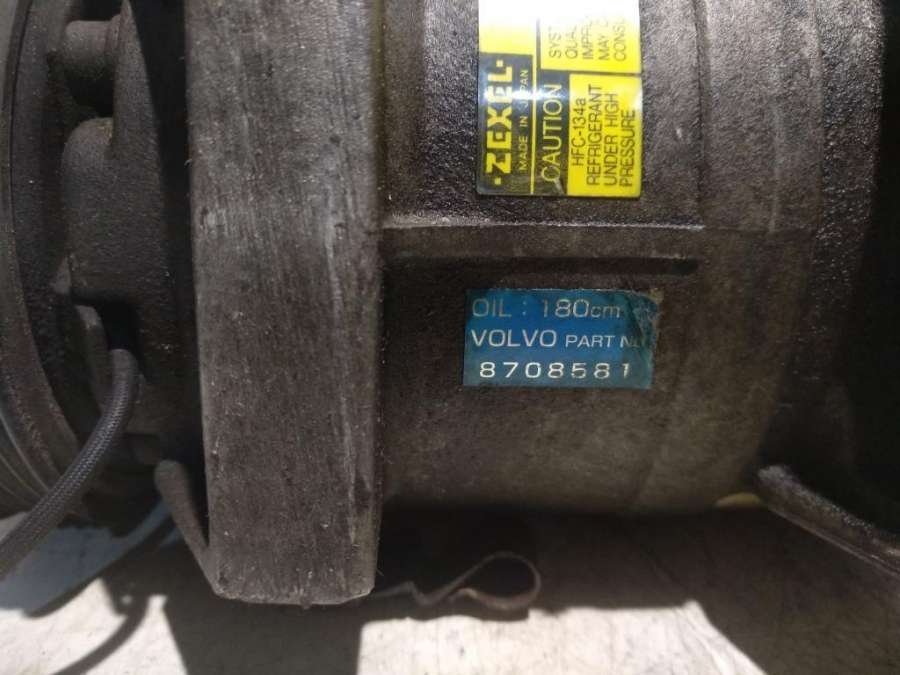 ·ZEXEL·
MADE IN JAPAN
CAUTION
SYST
QUAL
IMPR
MAY
CONSU
HFC-134a
REFRIGERANT
UNDER HIGH
PRESSURE
OIL : 180cm
VOLVO PART N
8708581